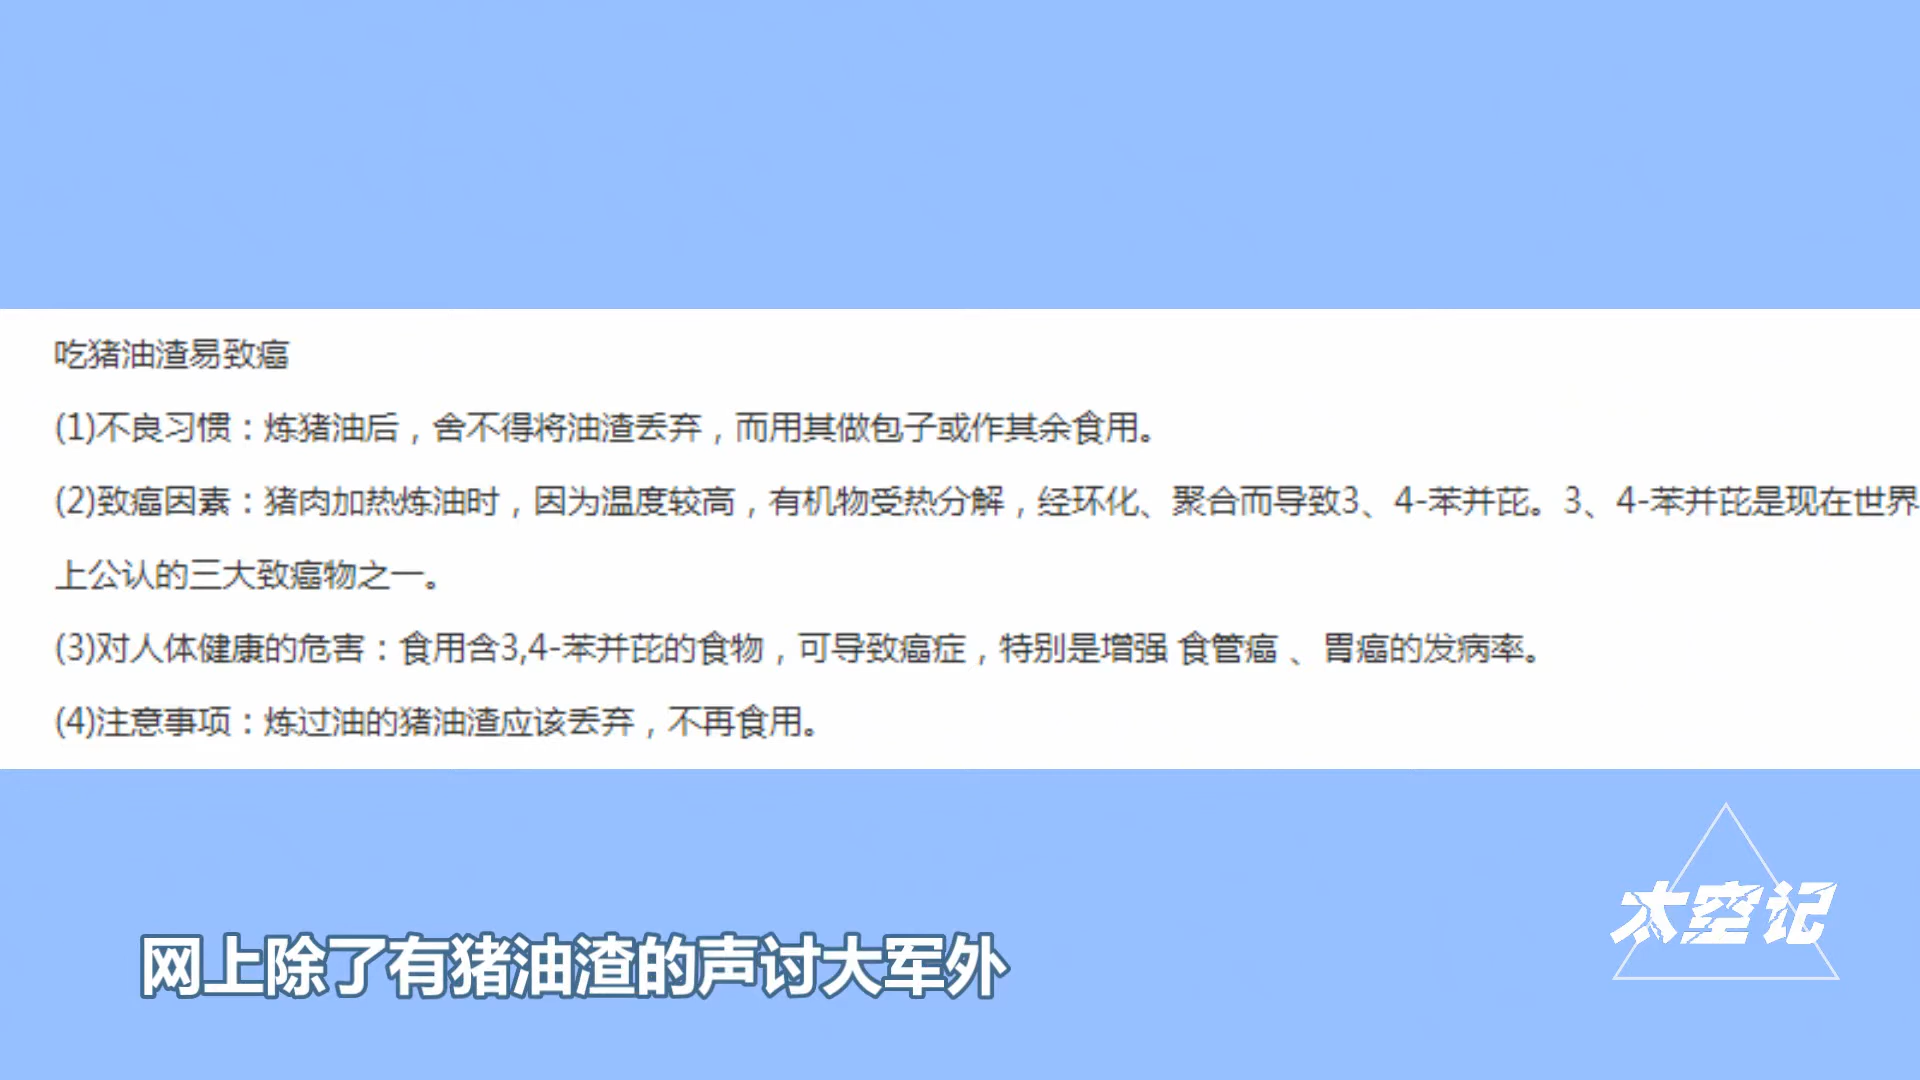 吃猪油渣易致癌
(1)不良习惯：炼猪油后，舍不得将油渣丢弃，而用其做包子或作其余食用。
(2)致癌因素：猪肉加热炼油时，因为温度较高，有机物受热分解，经环化、聚合而导致3、4-苯并芘。3、4-苯并芘是现在世界
上公认的三大致癌物之一。
(3)对人体健康的危害：食用含3,4-苯并芘的食物，可导致癌症，特别是增强 食管癌 、胃癌的发病率。
(4)注意事项：炼过油的猪油渣应该丢弃，不再食用。
太空记
网上除了有猪油渣的声讨大军外